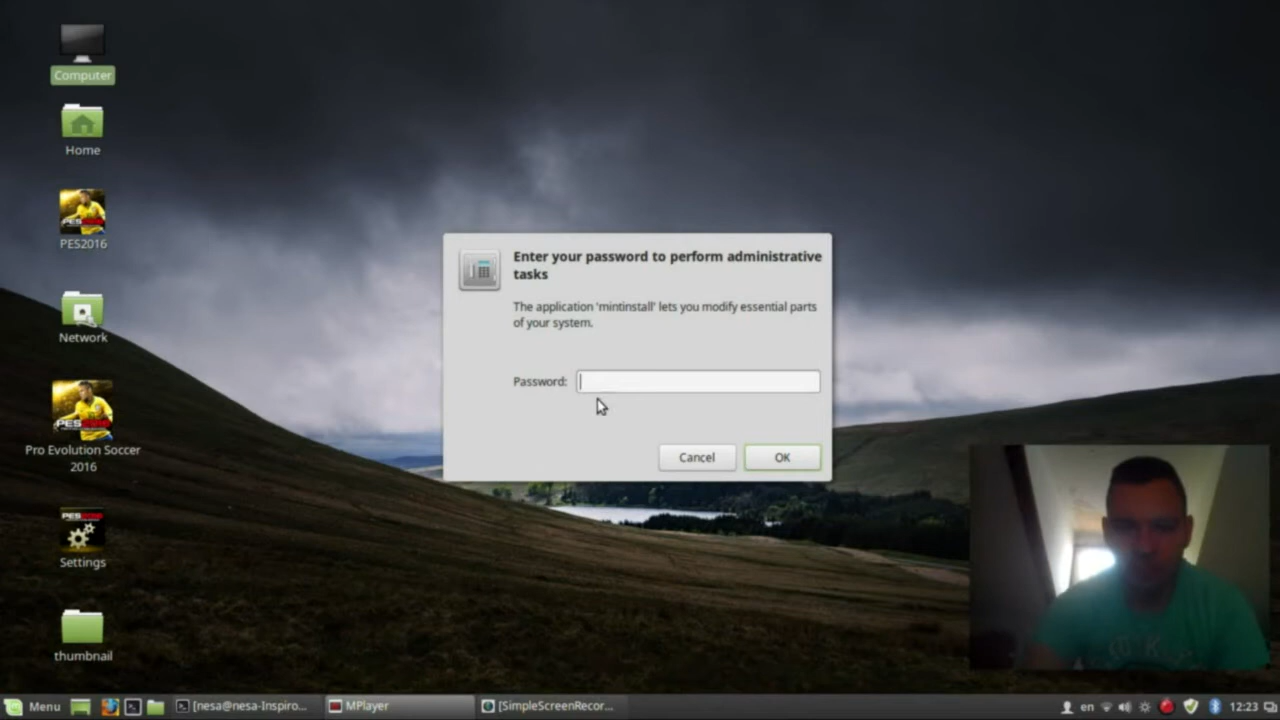 Computer
Home
PES2016
Network
Pro Evolution Soccer
2016
Settings
thumbnail
Enter your password to perform administrative
tasks
The application 'mintinstall' lets you modify essential parts
of your system.
Password:
Cancel
OK
Menu
[nesa@nesa-Inspiro...
MPlayer
[SimpleScreenRecor...
en
12:23